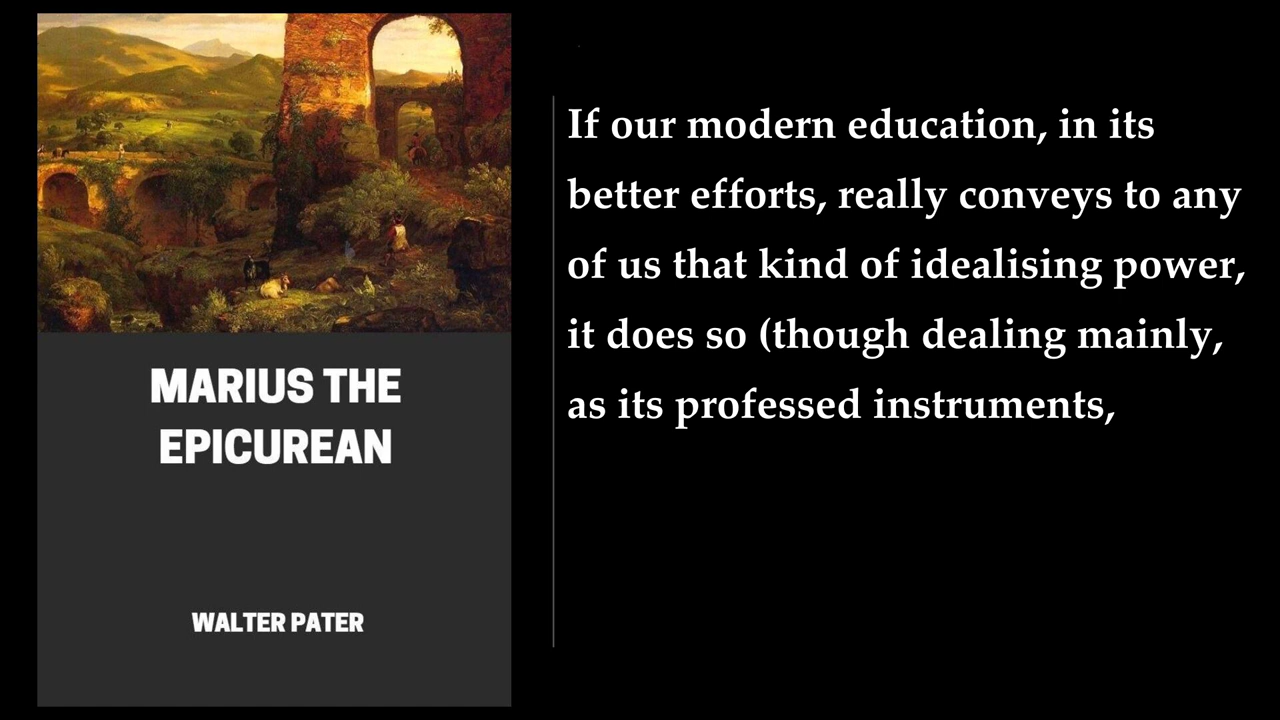 MARIUS THE
EPICUREAN
WALTER PATER
If our modern education, in its
better efforts, really conveys to any
of us that kind of idealising power,
it does so (though dealing mainly,
as its professed instruments,